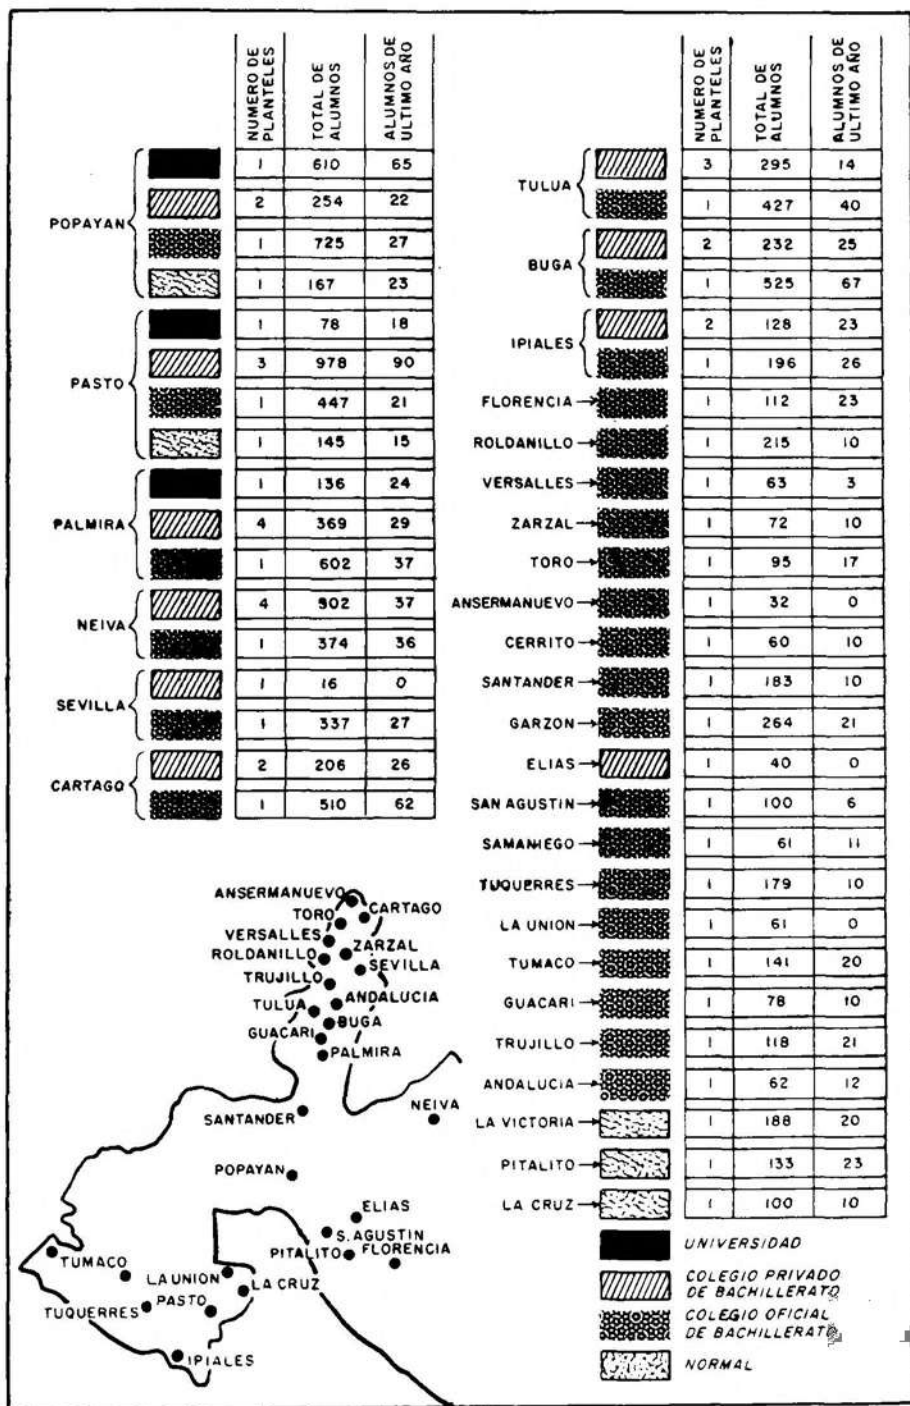 NUMERO DE PLANTELES
TOTAL DE ALUMNOS
ALUMNOS DE ULTIMO AÑO
POPAYAN
1 610 65
2 254 22
1 725 27
1 167 23
PASTO
1 78 18
3 978 90
1 447 21
1 145 15
PALMIRA
1 136 24
4 369 29
1 602 37
NEIVA
4 302 37
1 374 36
SEVILLA
1 16 0
1 337 27
CARTAGO
2 206 26
1 510 62
NUMERO DE PLANTELES
TOTAL DE ALUMNOS
ALUMNOS DE ULTIMO AÑO
TULUA
3 295 14
1 427 40
BUGA
2 232 25
1 525 67
IPIALES
2 128 23
1 196 26
FLORENCIA 1 112 23
ROLDANILLO 1 215 10
VERSALLES 1 63 3
ZARZAL 1 72 10
TORO 1 95 17
ANSERMANUEVO 1 32 0
CERRITO 1 60 10
SANTANDER 1 183 10
GARZON 1 264 21
ELIAS 1 40 0
SAN AGUSTIN 1 100 6
SAMANIEGO 1 61 11
TUQUERRES 1 179 10
LA UNION 1 61 0
TUMACO 1 141 20
GUACARI 1 78 10
TRUJILLO 1 118 21
ANDALUCIA 1 62 12
LA VICTORIA 1 188 20
PITALITO 1 133 23
LA CRUZ 1 100 10
UNIVERSIDAD
COLEGIO PRIVADO
DE BACHILLERATO
COLEGIO OFICIAL
DE BACHILLERATO
NORMAL
ANSERMANUEVO
TORO
CARTAGO
VERSALLES
ROLDANILLO
ZARZAL
SEVILLA
TRUJILLO
TULUA
ANDALUCIA
BUGA
GUACARI
PALMIRA
SANTANDER
NEIVA
POPAYAN
ELIAS
S. AGUSTIN
PITALITO
FLORENCIA
TUMACO
LA UNION
LA CRUZ
TUQUERRES
PASTO
IPIALES